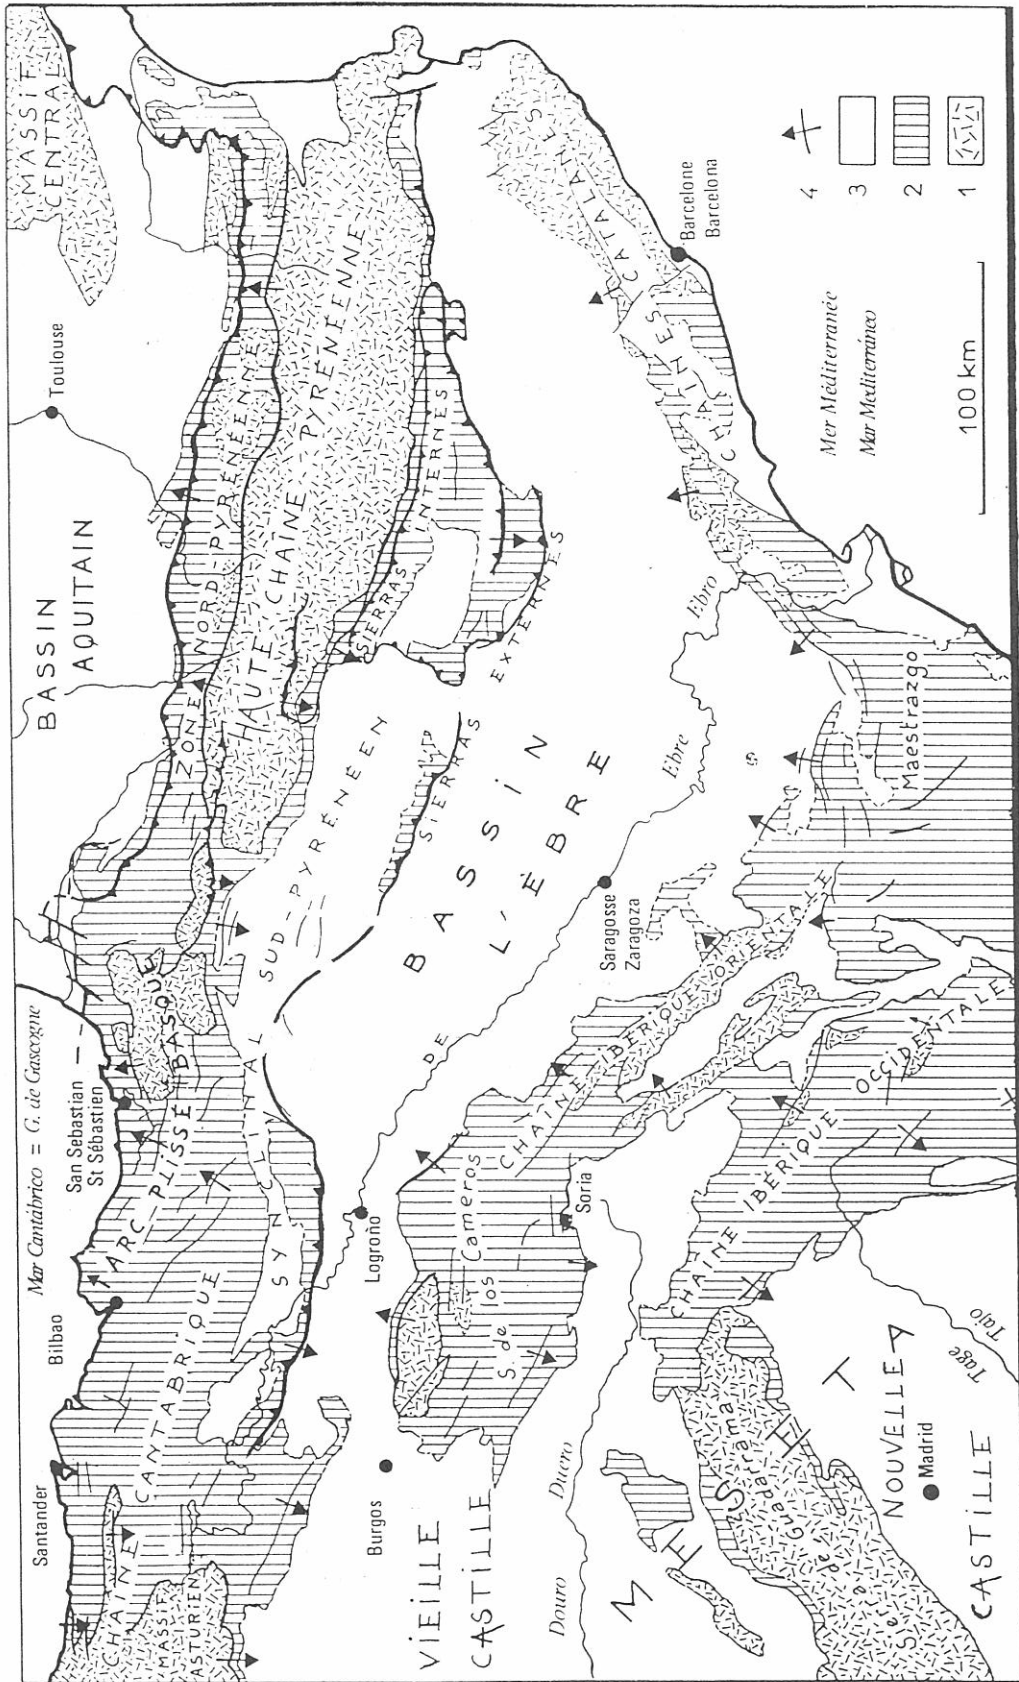 Mar Cantábrico = G. de Gascogne
Santander
Bilbao
San Sebastian
St Sébastien
BASSIN
AQUITAIN
Toulouse
MASSIF
CENTRAL
CHAÎNE
CANTABRIQUE
MASSIF
ASTURIEN
ARC PLISSÉ BASQUE
ZONE NORD-PYRÉNÉENNE
HAUTE CHAÎNE PYRÉNÉENNE
SYNCLINAL SUD-PYRÉNÉEN
SIERRAS INTERNES
SIERRAS EXTERNES
Burgos
Logroño
VIEILLE
CASTILLE
BASSIN
DE L'ÉBRE
Ebre
Ebro
S. de
los Cameros
Soria
Saragosse
Zaragoza
CHAÎNES CATALANES
Barcelone
Barcelona
CHAÎNE IBÉRIQUE ORIENTALE
CHAINE IBÉRIQUE OCCIDENTALE
Maestrazgo
Douro
Duero
MESETA
Sierra de Guadarrama
NOUVELLE
CASTILLE
Madrid
Tage
Tajo
Mer Méditerranée
Mar Mediterráneo
100 km
4
3
2
1